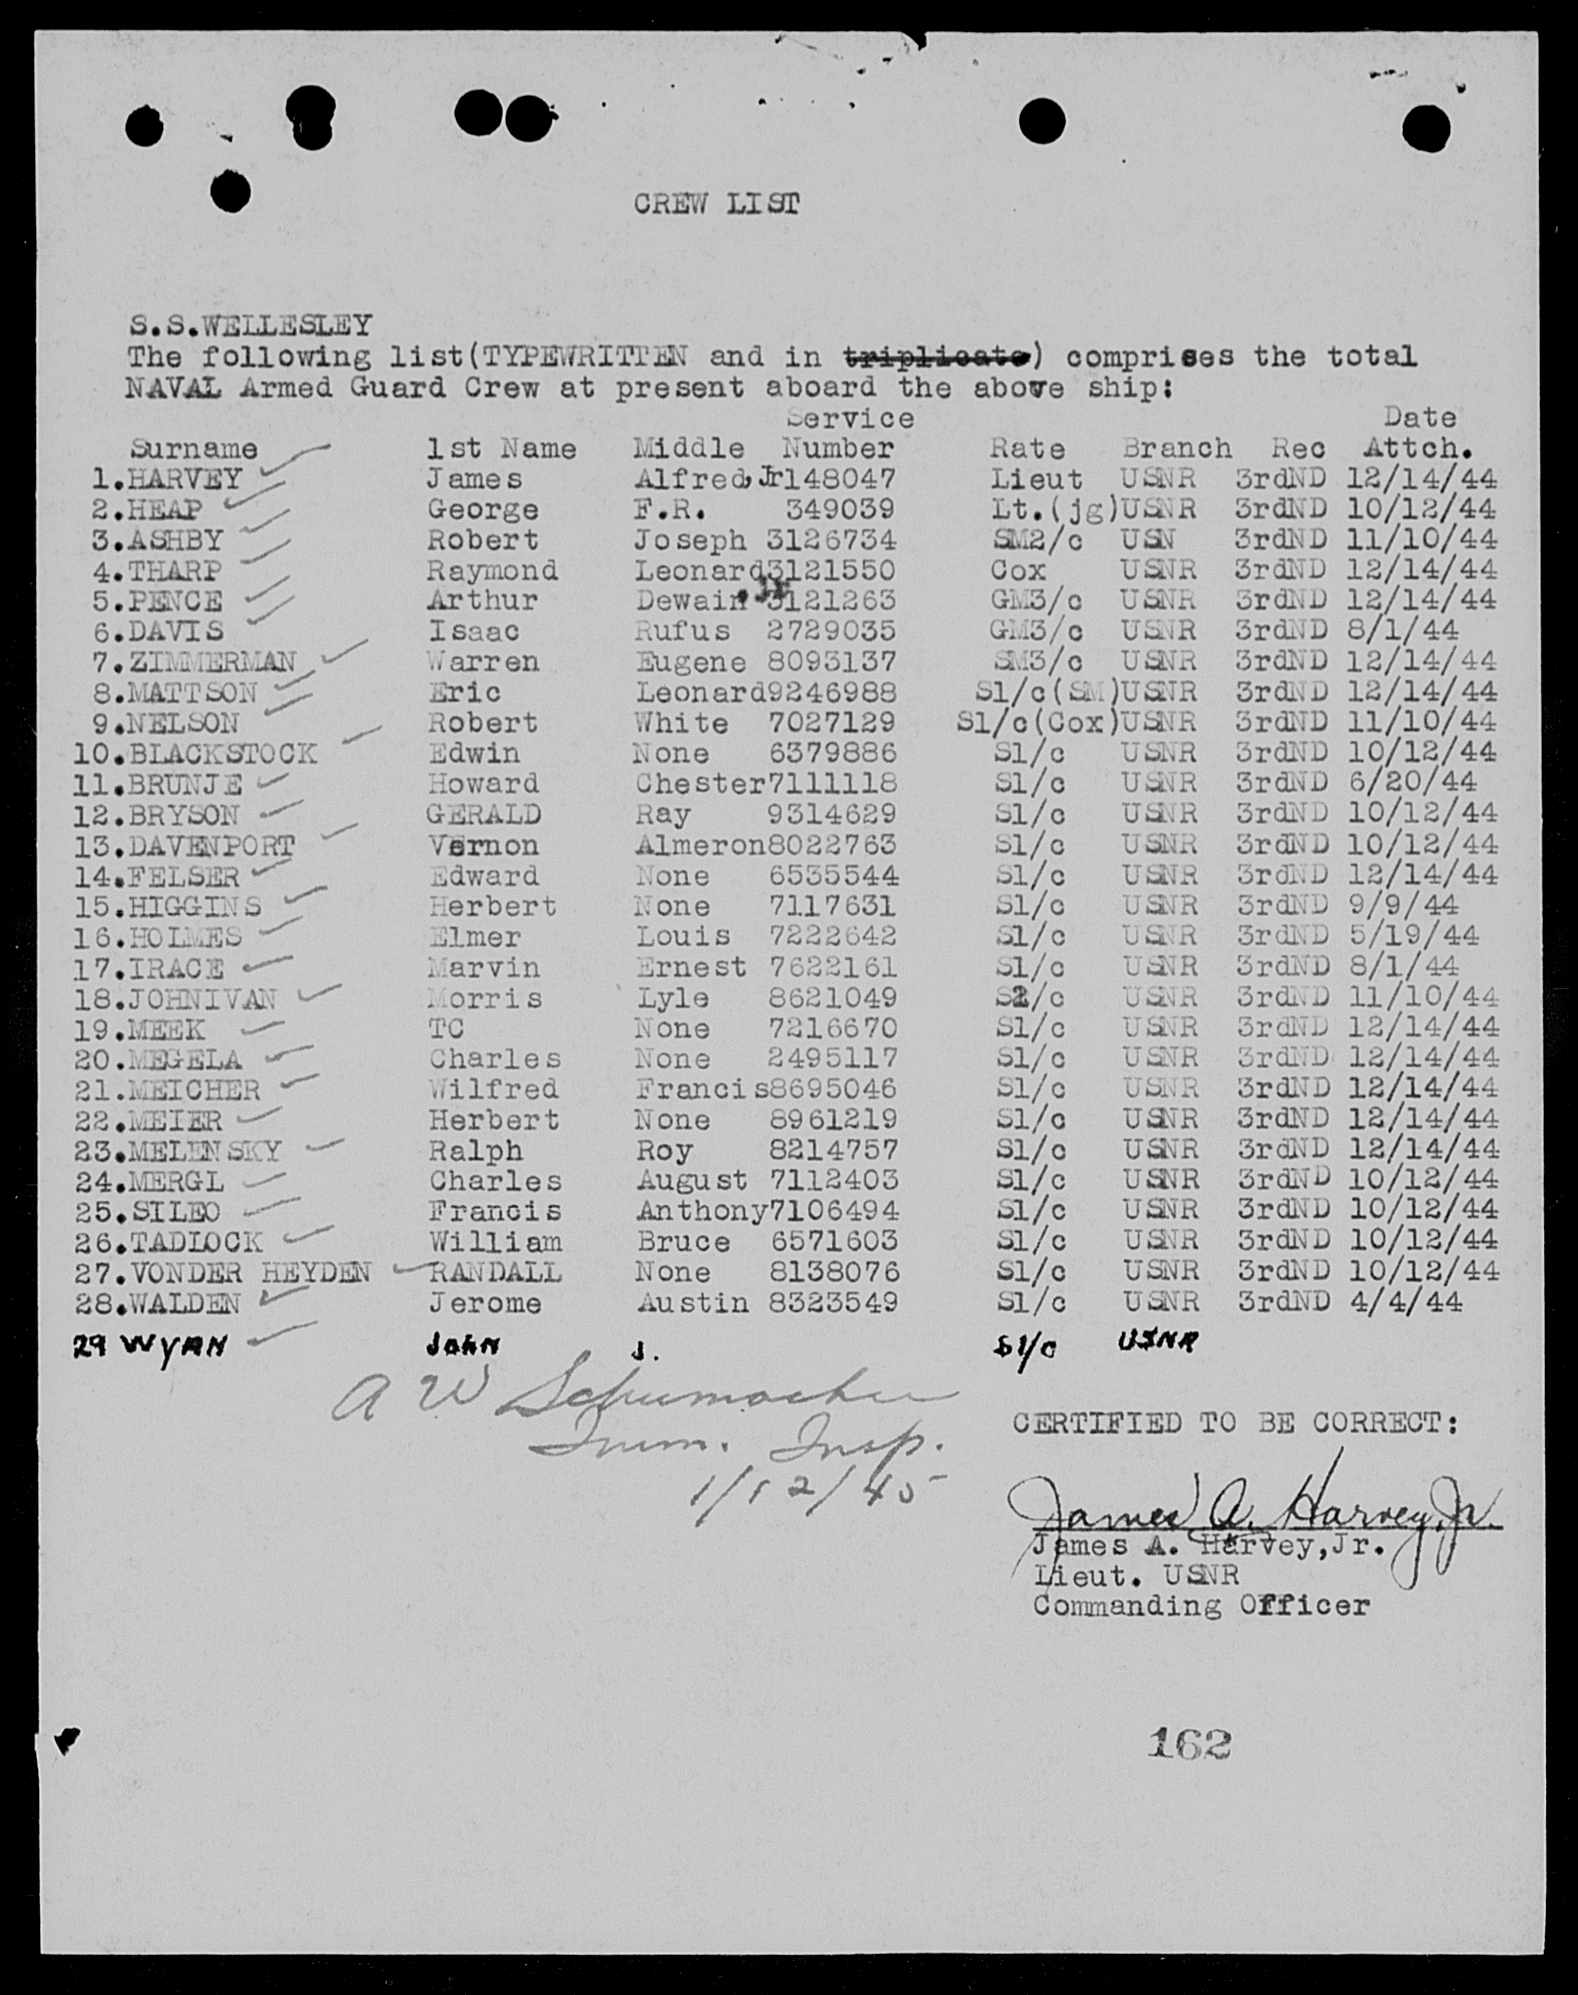 CREW LIST
S.S.WELLESLEY
The following list(TYPEWRITTEN and in triplicate) comprises the total
NAVAL Armed Guard Crew at present aboard the above ship:
Service Date
Surname 1st Name Middle Number Rate Branch Rec Attch.
1.HARVEY James Alfred,Jr148047 Lieut USNR 3rdND 12/14/44
2.HEAP George F.R. 349039 Lt.(jg)USNR 3rdND 10/12/44
3.ASHBY Robert Joseph 3126734 SM2/c USN 3rdND 11/10/44
4.THARP Raymond Leonard3121550 Cox USNR 3rdND 12/14/44
5.PENCE Arthur Dewain.Jr 3121263 GM3/c USNR 3rdND 12/14/44
6.DAVIS Isaac Rufus 2729035 GM3/c USNR 3rdND 8/1/44
7.ZIMMERMAN Warren Eugene 8093137 SM3/c USNR 3rdND 12/14/44
8.MATTSON Eric Leonard9246988 S1/c(SM)USNR 3rdND 12/14/44
9.NELSON Robert White 7027129 S1/c(Cox)USNR 3rdND 11/10/44
10.BLACKSTOCK Edwin None 6379886 S1/c USNR 3rdND 10/12/44
11.BRUNJE Howard Chester7111118 S1/c USNR 3rdND 6/20/44
12.BRYSON GERALD Ray 9314629 S1/c USNR 3rdND 10/12/44
13.DAVENPORT Vernon Almeron8022763 S1/c USNR 3rdND 10/12/44
14.FELSER Edward None 6535544 S1/c USNR 3rdND 12/14/44
15.HIGGINS Herbert None 7117631 S1/c USNR 3rdND 9/9/44
16.HOLMES Elmer Louis 7222642 S1/c USNR 3rdND 5/19/44
17.IRACE Marvin Ernest 7622161 S1/c USNR 3rdND 8/1/44
18.JOHNIVAN Morris Lyle 8621049 S2/c USNR 3rdND 11/10/44
19.MEEK TC None 7216670 S1/c USNR 3rdND 12/14/44
20.MEGELA Charles None 2495117 S1/c USNR 3rdND 12/14/44
21.MEICHER Wilfred Francis8695046 S1/c USNR 3rdND 12/14/44
22.MEIER Herbert None 8961219 S1/c USNR 3rdND 12/14/44
23.MELENSKY Ralph Roy 8214757 S1/c USNR 3rdND 12/14/44
24.MERGL Charles August 7112403 S1/c USNR 3rdND 10/12/44
25.SILEO Francis Anthony7106494 S1/c USNR 3rdND 10/12/44
26.TADLOCK William Bruce 6571603 S1/c USNR 3rdND 10/12/44
27.VONDER HEYDEN RANDALL None 8138076 S1/c USNR 3rdND 10/12/44
28.WALDEN Jerome Austin 8323549 S1/c USNR 3rdND 4/4/44
29 WyAN JOHN J. S1/c USNR
A W Schumacher
Imm. Insp.
1/12/45
CERTIFIED TO BE CORRECT:
James A. Harvey, Jr.
James A. Harvey,Jr.
Lieut. USNR
Commanding Officer
162